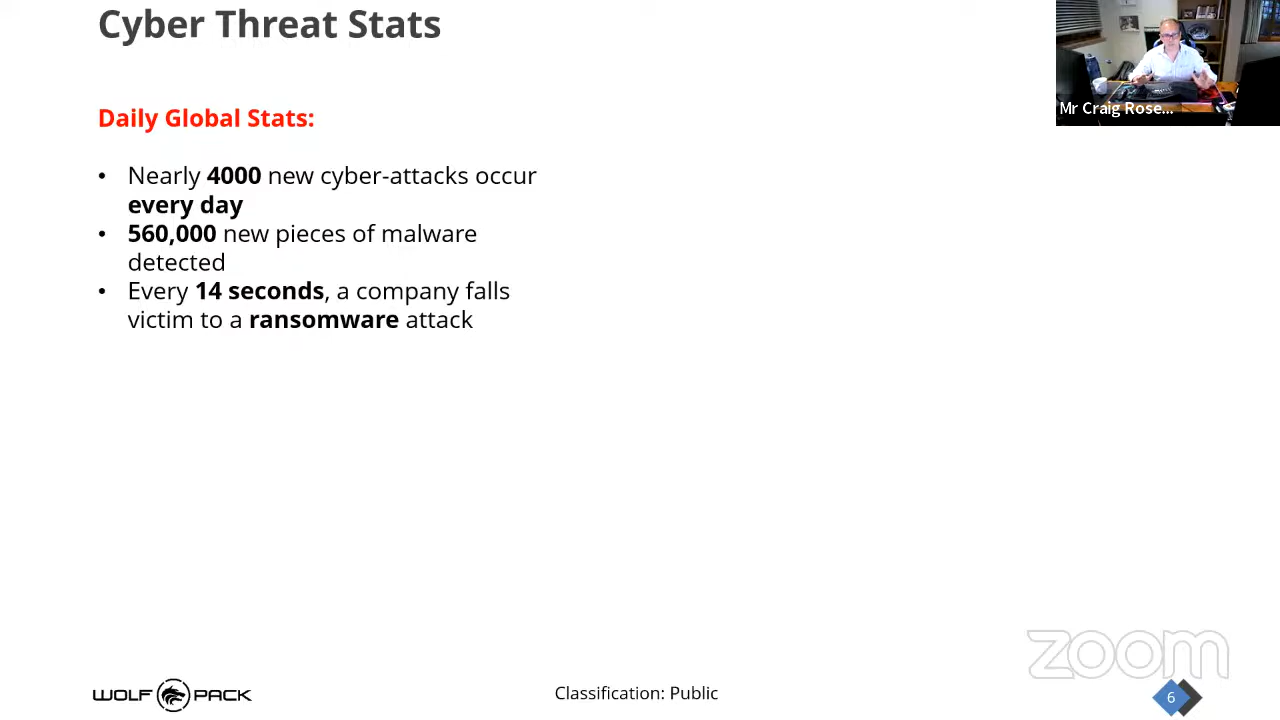 Cyber Threat Stats
Mr Craig Rose...
Daily Global Stats:
• Nearly 4000 new cyber-attacks occur
every day
• 560,000 new pieces of malware
detected
• Every 14 seconds, a company falls
victim to a ransomware attack
zoom
WOLF PACK
Classification: Public
6